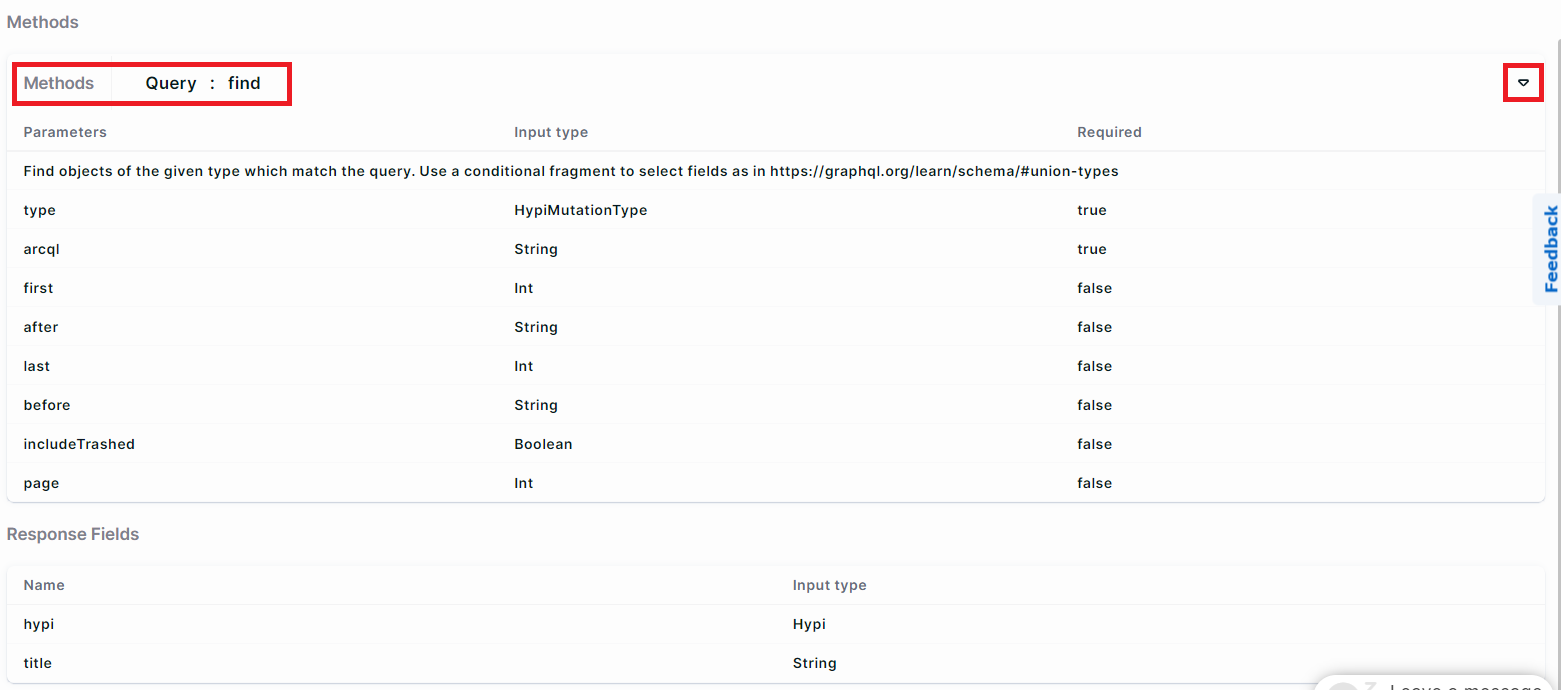 Methods
Methods Query : find
Parameters Input type Required
Find objects of the given type which match the query. Use a conditional fragment to select fields as in https://graphql.org/learn/schema/#union-types
type HypiMutationType true
arcql String true
first Int false
after String false
last Int false
before String false
includeTrashed Boolean false
page Int false
Feedback
Response Fields
Name Input type
hypi Hypi
title String
Leave a message